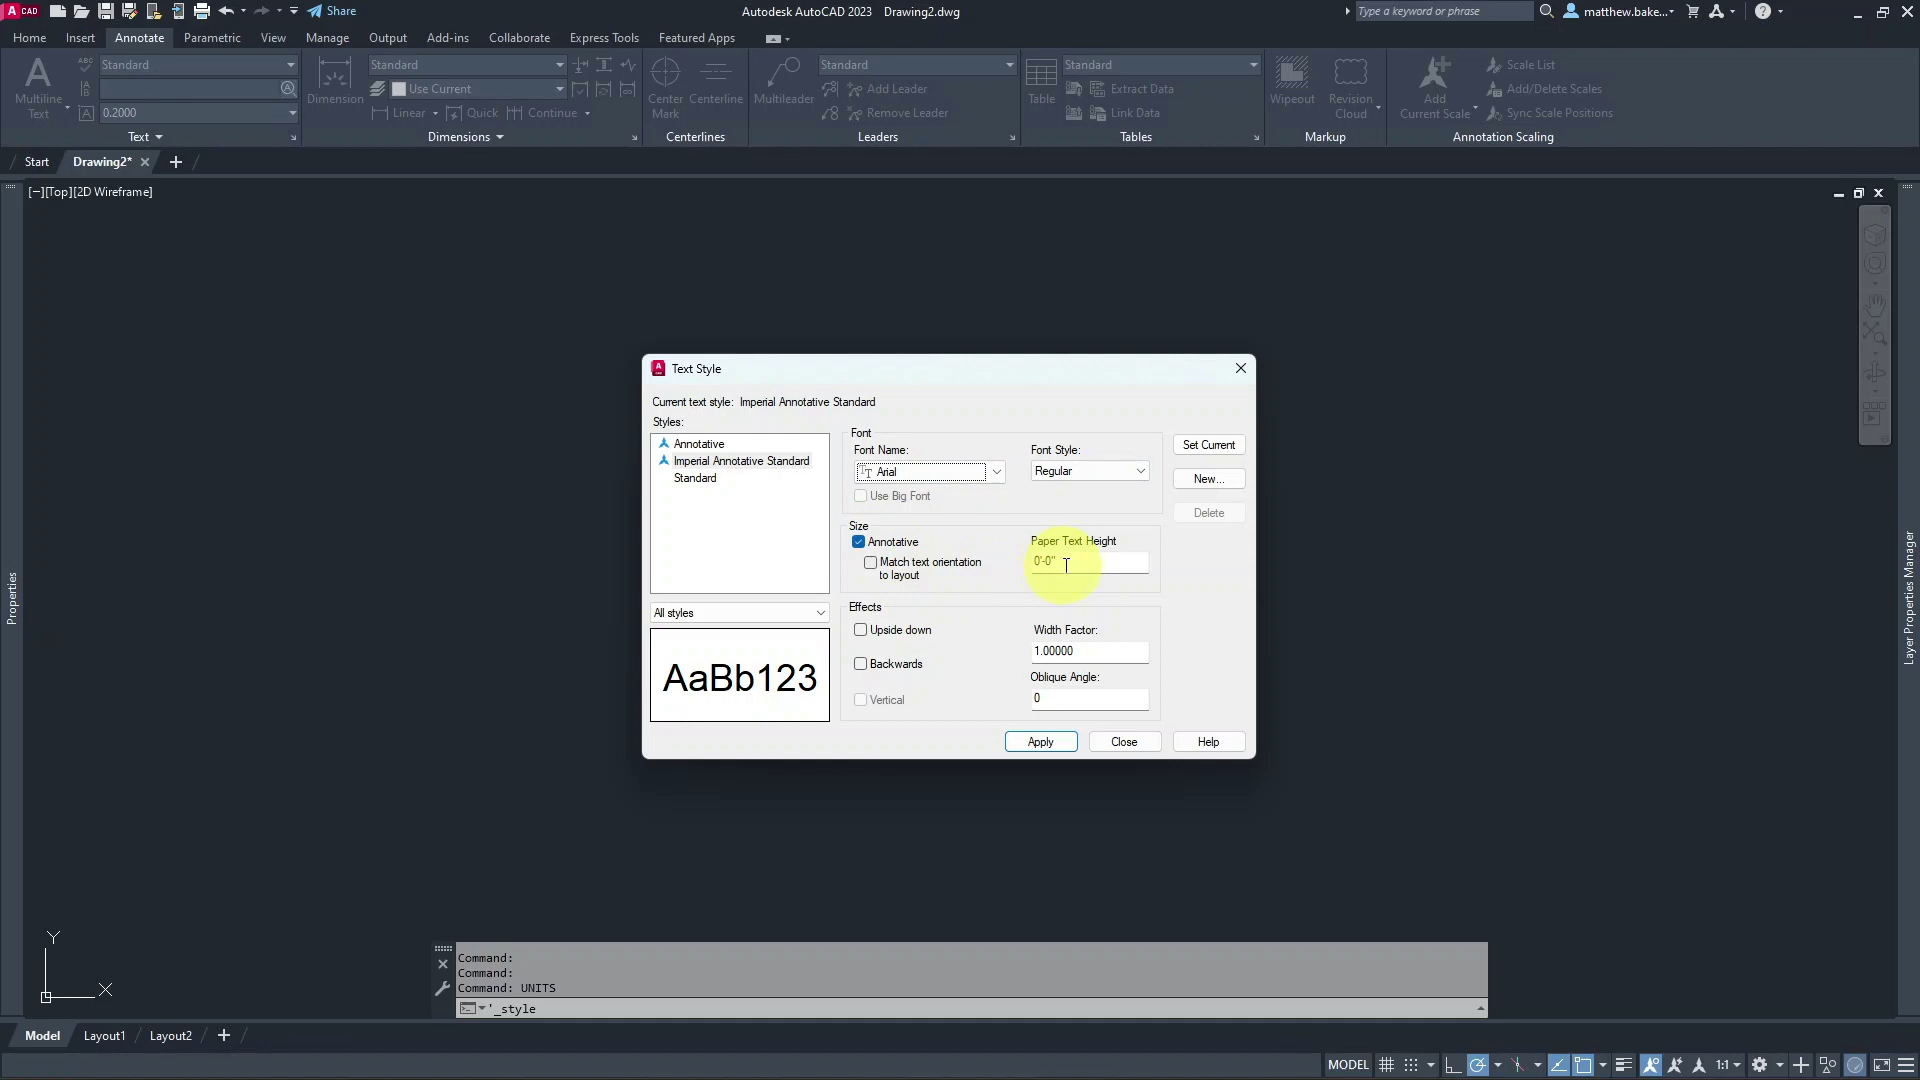 A CAD
Share
Autodesk AutoCAD 2023 Drawing2.dwg
Type a keyword or phrase
matthew.bake...
Home Insert Annotate Parametric View Manage Output Add-ins Collaborate Express Tools Featured Apps
Multiline Text
ABC
Standard
0.2000
Text
Dimension
Standard
Use Current
Linear Quick Continue
Dimensions
Center Mark
Centerline
Centerlines
Multileader
Standard
Add Leader
Remove Leader
Leaders
Table
Standard
Extract Data
Link Data
Tables
Wipeout
Revision Cloud
Markup
Add Current Scale
Scale List
Add/Delete Scales
Sync Scale Positions
Annotation Scaling
Start
Drawing2*
[−][Top][2D Wireframe]
Properties
Layer Properties Manager
Text Style
Current text style: Imperial Annotative Standard
Styles:
Annotative
Imperial Annotative Standard
Standard
All styles
AaBb123
Font
Font Name:
Arial
Use Big Font
Font Style:
Regular
Size
Annotative
Match text orientation
to layout
Paper Text Height
0'-0"
Effects
Upside down
Backwards
Vertical
Width Factor:
1.00000
Oblique Angle:
0
Set Current
New...
Delete
Apply
Close
Help
Y
X
Command:
Command:
Command: UNITS
'_style
Model Layout1 Layout2
MODEL
1:1